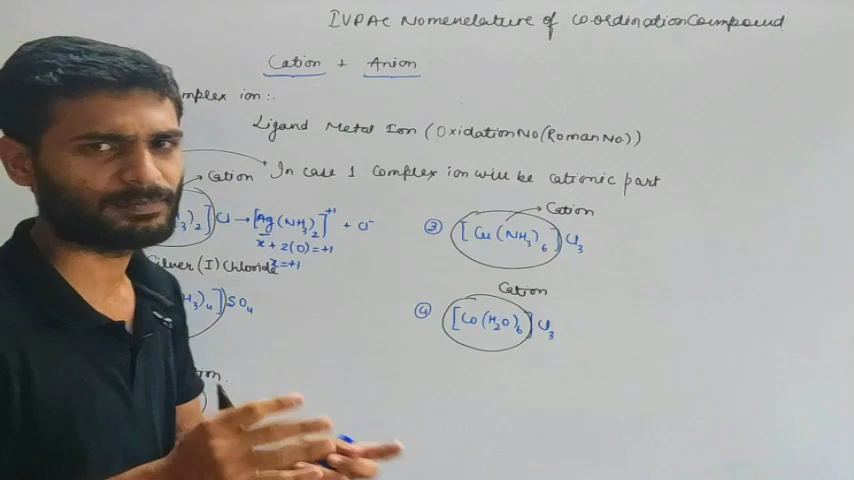 IUPAC Nomenclature of Co-ordination Compound
Cation + Anion
mplex ion:-
Ligand Metal Ion (Oxidation No (Roman No.))
In case 1 Complex ion will be cationic part
Cation
3)2]Cl → [Ag(NH3)2]+1 + Cl-
x + 2(0) = +1
x = +1
Silver (I) Chloride
H3)4]SO4
tion.
Cation
③ [Cu(NH3)6]Cl3
Cation
④ [Co(H2O)6]Cl3